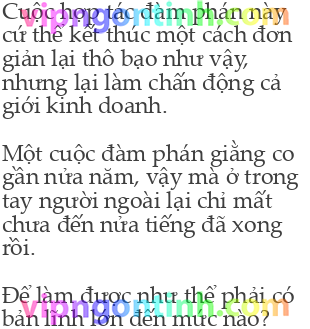 vipngontinh.com
Cuộc hợp tác đàm phán này
cứ thế kết thúc một cách đơn
giản lại thô bạo như vậy,
nhưng lại làm chấn động cả
giới kinh doanh.
Một cuộc đàm phán giằng co
gần nửa năm, vậy mà ở trong
tay người ngoài lại chỉ mất
chưa đến nửa tiếng đã xong
rồi.
Để làm được như thế phải có
vipngontinh.com
bản lĩnh lớn đến mức nào?